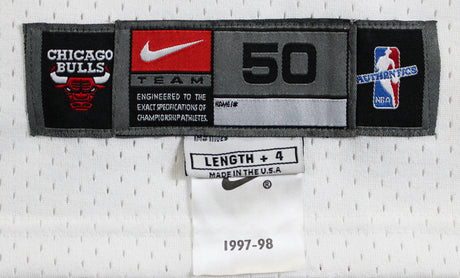 CHICAGO
BULLS
TEAM
ENGINEERED TO THE
EXACT SPECIFICATIONS OF
CHAMPIONSHIP ATHLETES.
50
AUTHENTICS
NBA
LENGTH + 4
MADE IN THE U.S.A
®
1997-98